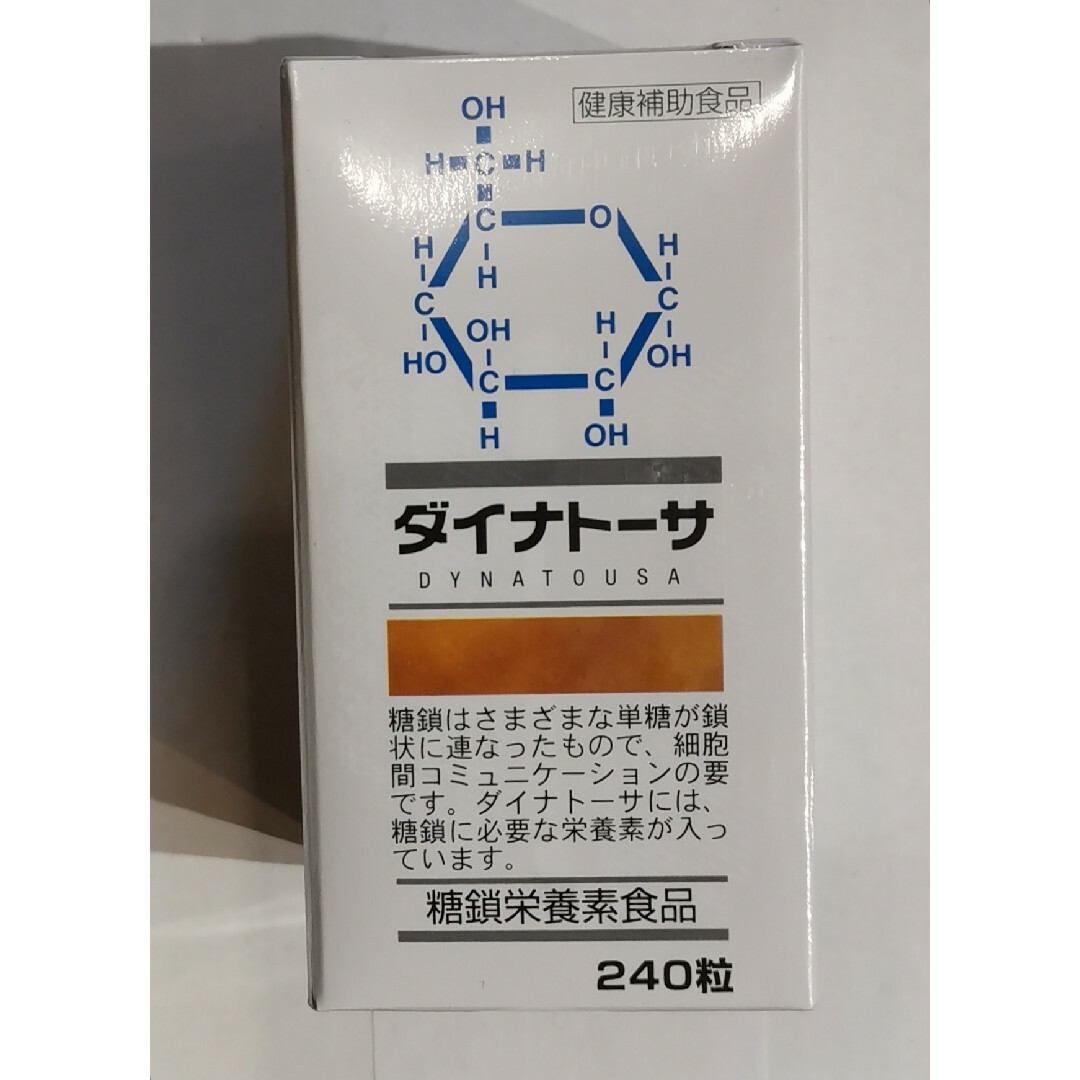 健康補助食品
OH
H C H
C O
H H H
C C
OH H
HO OH
C C
H OH
ダイナトーサ
DYNATOUSA
糖鎖はさまざまな単糖が鎖
状に連なったもので、細胞
間コミュニケーションの要
です。ダイナトーサには、
糖鎖に必要な栄養素が入っ
ています。
糖鎖栄養素食品
240粒